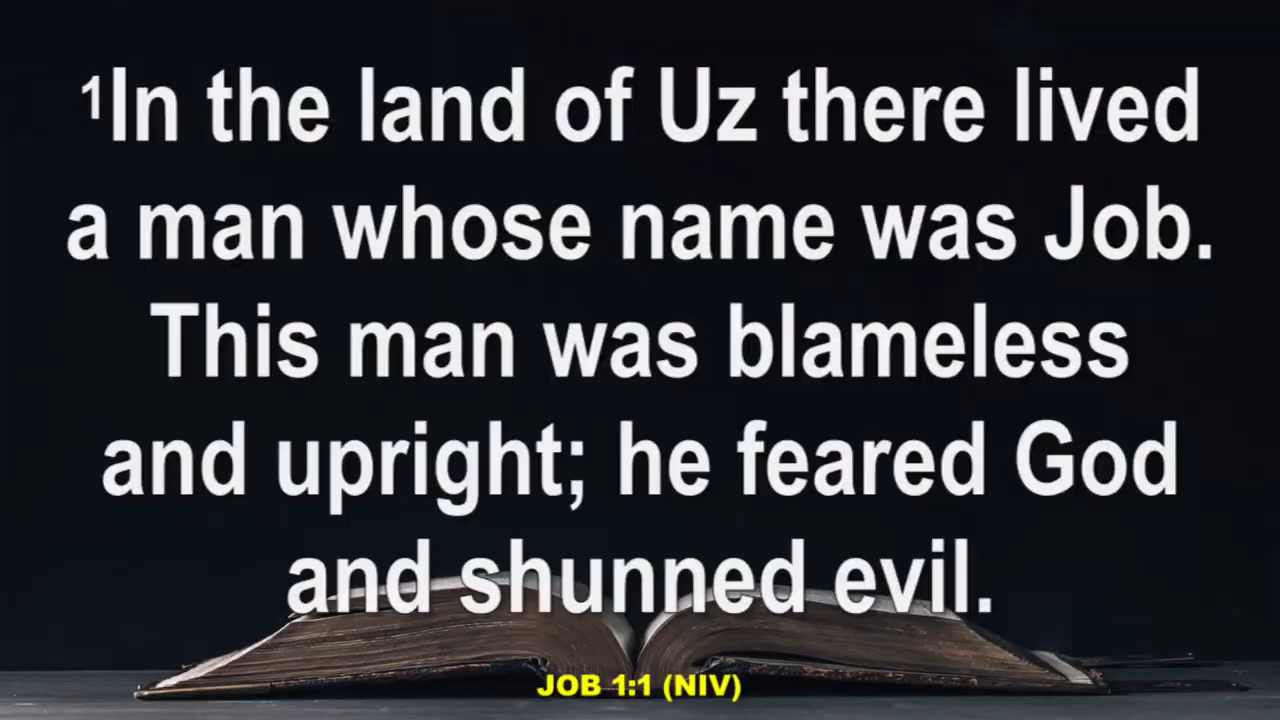 ¹In the land of Uz there lived
a man whose name was Job.
This man was blameless
and upright; he feared God
and shunned evil.
JOB 1:1 (NIV)